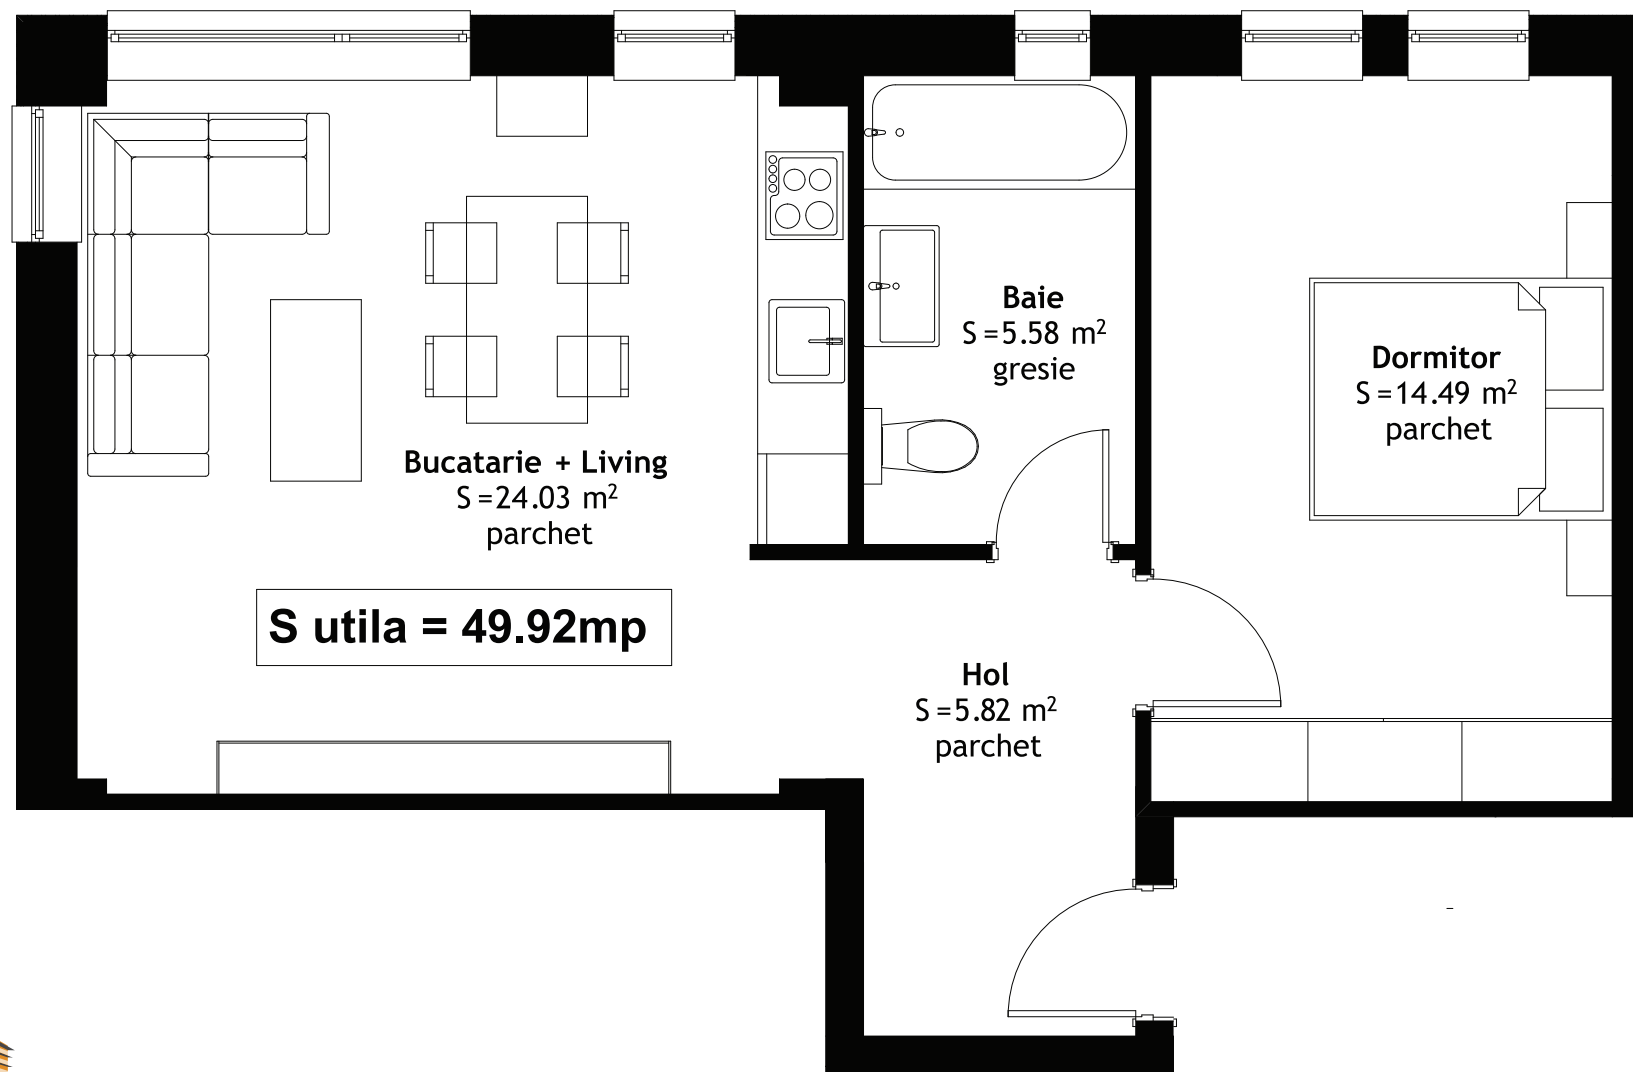 Baie
S =5.58 m²
gresie
Dormitor
S =14.49 m²
parchet
Bucatarie + Living
S =24.03 m²
parchet
S utila = 49.92mp
Hol
S =5.82 m²
parchet